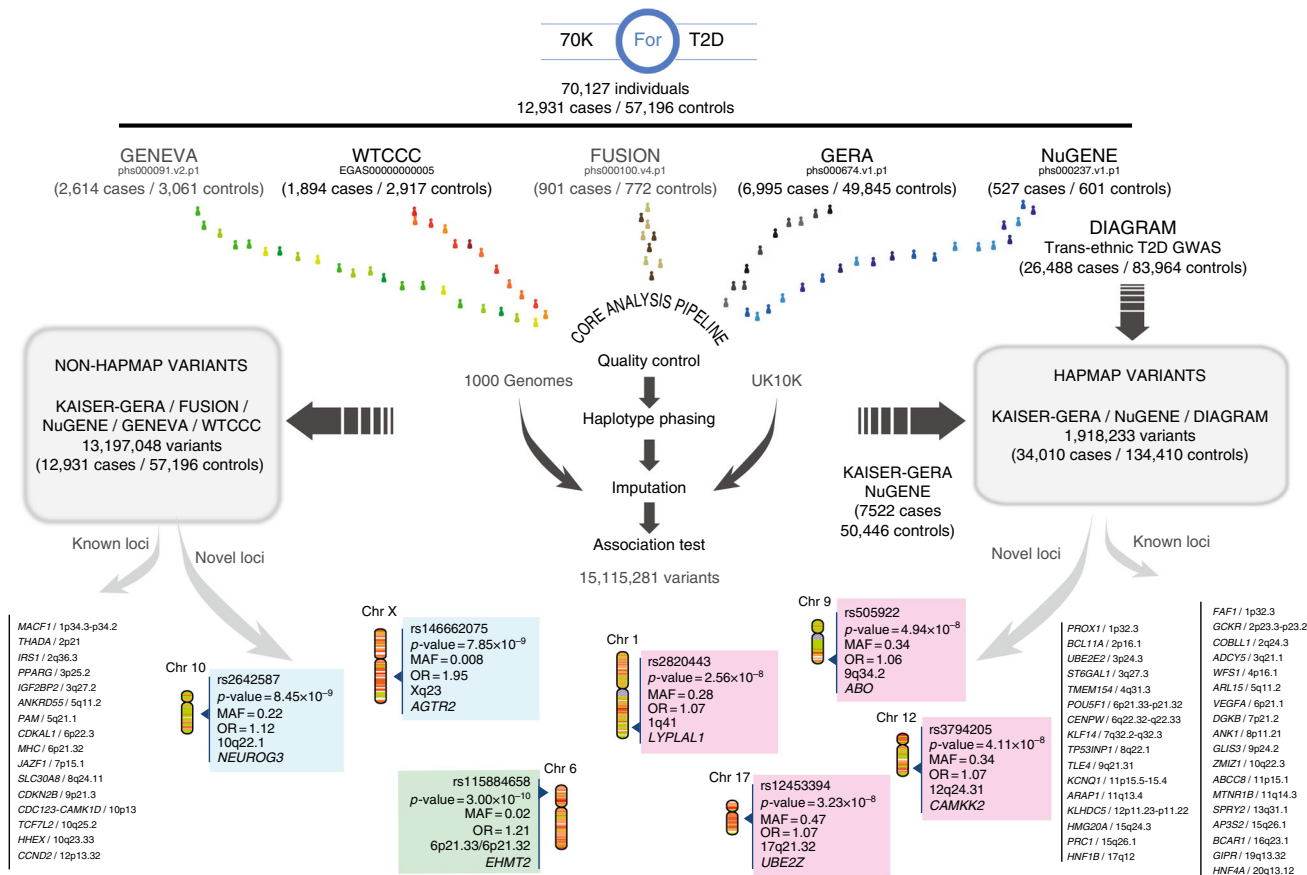 70K For T2D
70,127 individuals
12,931 cases / 57,196 controls
GENEVA
phs000091.v2.p1
(2,614 cases / 3,061 controls)
WTCCC
EGAS00000000005
(1,894 cases / 2,917 controls)
FUSION
phs000100.v4.p1
(901 cases / 772 controls)
GERA
phs000674.v1.p1
(6,995 cases / 49,845 controls)
NuGENE
phs000237.v1.p1
(527 cases / 601 controls)
DIAGRAM
Trans-ethnic T2D GWAS
(26,488 cases / 83,964 controls)
CORE ANALYSIS PIPELINE
Quality control
Haplotype phasing
Imputation
Association test
15,115,281 variants
1000 Genomes
UK10K
NON-HAPMAP VARIANTS
KAISER-GERA / FUSION /
NuGENE / GENEVA / WTCCC
13,197,048 variants
(12,931 cases / 57,196 controls)
HAPMAP VARIANTS
KAISER-GERA / NuGENE / DIAGRAM
1,918,233 variants
(34,010 cases / 134,410 controls)
KAISER-GERA
NuGENE
(7522 cases
50,446 controls)
Known loci
Novel loci
Novel loci
Known loci
MACF1 / 1p34.3-p34.2
THADA / 2p21
IRS1 / 2q36.3
PPARG / 3p25.2
IGF2BP2 / 3q27.2
ANKRD55 / 5q11.2
PAM / 5q21.1
CDKAL1 / 6p22.3
MHC / 6p21.32
JAZF1 / 7p15.1
SLC30A8 / 8q24.11
CDKN2B / 9p21.3
CDC123-CAMK1D / 10p13
TCF7L2 / 10q25.2
HHEX / 10q23.33
CCND2 / 12p13.32
Chr 10
rs2642587
p-value = 8.45×10⁻⁹
MAF = 0.22
OR = 1.12
10q22.1
NEUROG3
Chr X
rs146662075
p-value = 7.85×10⁻⁹
MAF = 0.008
OR = 1.95
Xq23
AGTR2
Chr 6
rs115884658
p-value = 3.00×10⁻¹⁰
MAF = 0.02
OR = 1.21
6p21.33/6p21.32
EHMT2
Chr 1
rs2820443
p-value = 2.56×10⁻⁸
MAF = 0.28
OR = 1.07
1q41
LYPLAL1
Chr 9
rs505922
p-value = 4.94×10⁻⁸
MAF = 0.34
OR = 1.06
9q34.2
ABO
Chr 12
rs3794205
p-value = 4.11×10⁻⁸
MAF = 0.34
OR = 1.07
12q24.31
CAMKK2
Chr 17
rs12453394
p-value = 3.23×10⁻⁸
MAF = 0.47
OR = 1.07
17q21.32
UBE2Z
PROX1 / 1p32.3
BCL11A / 2p16.1
UBE2E2 / 3p24.3
ST6GAL1 / 3q27.3
TMEM154 / 4q31.3
POU5F1 / 6p21.33-p21.32
CENPW / 6q22.32-q22.33
KLF14 / 7q32.2-q32.3
TP53INP1 / 8q22.1
TLE4 / 9q21.31
KCNQ1 / 11p15.5-15.4
ARAP1 / 11q13.4
KLHDC5 / 12p11.23-p11.22
HMG20A / 15q24.3
PRC1 / 15q26.1
HNF1B / 17q12
FAF1 / 1p32.3
GCKR / 2p23.3-p23.2
COBLL1 / 2q24.3
ADCY5 / 3q21.1
WFS1 / 4p16.1
ARL15 / 5q11.2
VEGFA / 6p21.1
DGKB / 7p21.2
ANK1 / 8p11.21
GLIS3 / 9p24.2
ZMIZ1 / 10q22.3
ABCC8 / 11p15.1
MTNR1B / 11q14.3
SPRY2 / 13q31.1
AP3S2 / 15q26.1
BCAR1 / 16q23.1
GIPR / 19q13.32
HNF4A / 20q13.12